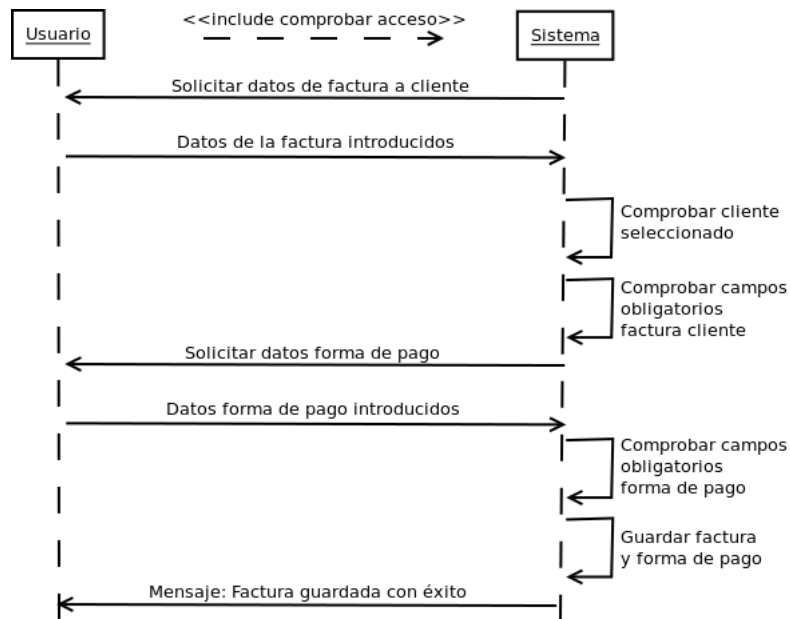 <<include comprobar acceso>>
Usuario
Sistema
Solicitar datos de factura a cliente
Datos de la factura introducidos
Comprobar cliente
seleccionado
Comprobar campos
obligatorios
factura cliente
Solicitar datos forma de pago
Datos forma de pago introducidos
Comprobar campos
obligatorios
forma de pago
Guardar factura
y forma de pago
Mensaje: Factura guardada con éxito